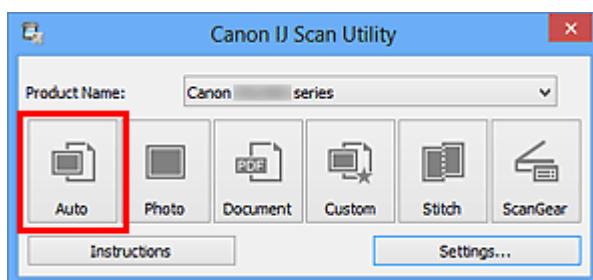 Canon IJ Scan Utility
Product Name: Canon series
PDF
Auto Photo Document Custom Stitch ScanGear
Instructions Settings...